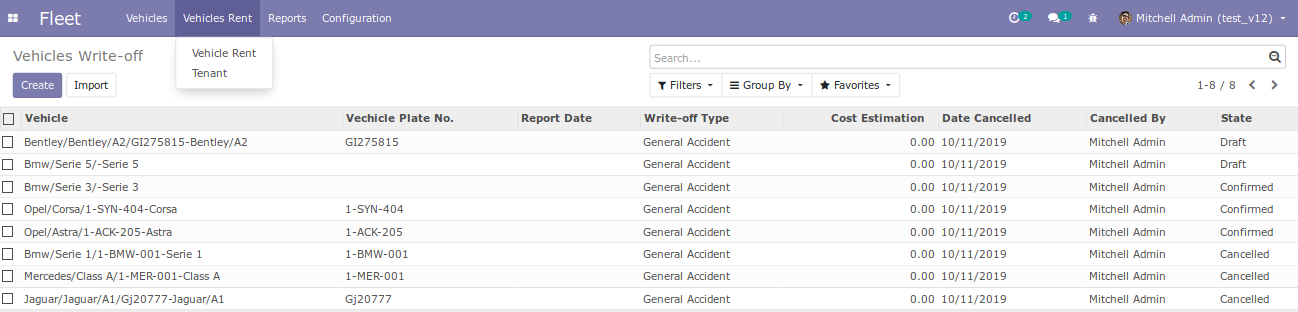 Fleet Vehicles Vehicles Rent Reports Configuration 2 1 Mitchell Admin (test_v12)
Vehicle Rent
Tenant
Vehicles Write-off
Search...
Create Import
Filters Group By Favorites 1-8 / 8
Vehicle Vechicle Plate No. Report Date Write-off Type Cost Estimation Date Cancelled Cancelled By State
Bentley/Bentley/A2/GI275815-Bentley/A2 GI275815 General Accident 0.00 10/11/2019 Mitchell Admin Draft
Bmw/Serie 5/-Serie 5 General Accident 0.00 10/11/2019 Mitchell Admin Draft
Bmw/Serie 3/-Serie 3 General Accident 0.00 10/11/2019 Mitchell Admin Confirmed
Opel/Corsa/1-SYN-404-Corsa 1-SYN-404 General Accident 0.00 10/11/2019 Mitchell Admin Confirmed
Opel/Astra/1-ACK-205-Astra 1-ACK-205 General Accident 0.00 10/11/2019 Mitchell Admin Confirmed
Bmw/Serie 1/1-BMW-001-Serie 1 1-BMW-001 General Accident 0.00 10/11/2019 Mitchell Admin Cancelled
Mercedes/Class A/1-MER-001-Class A 1-MER-001 General Accident 0.00 10/11/2019 Mitchell Admin Cancelled
Jaguar/Jaguar/A1/Gj20777-Jaguar/A1 Gj20777 General Accident 0.00 10/11/2019 Mitchell Admin Cancelled